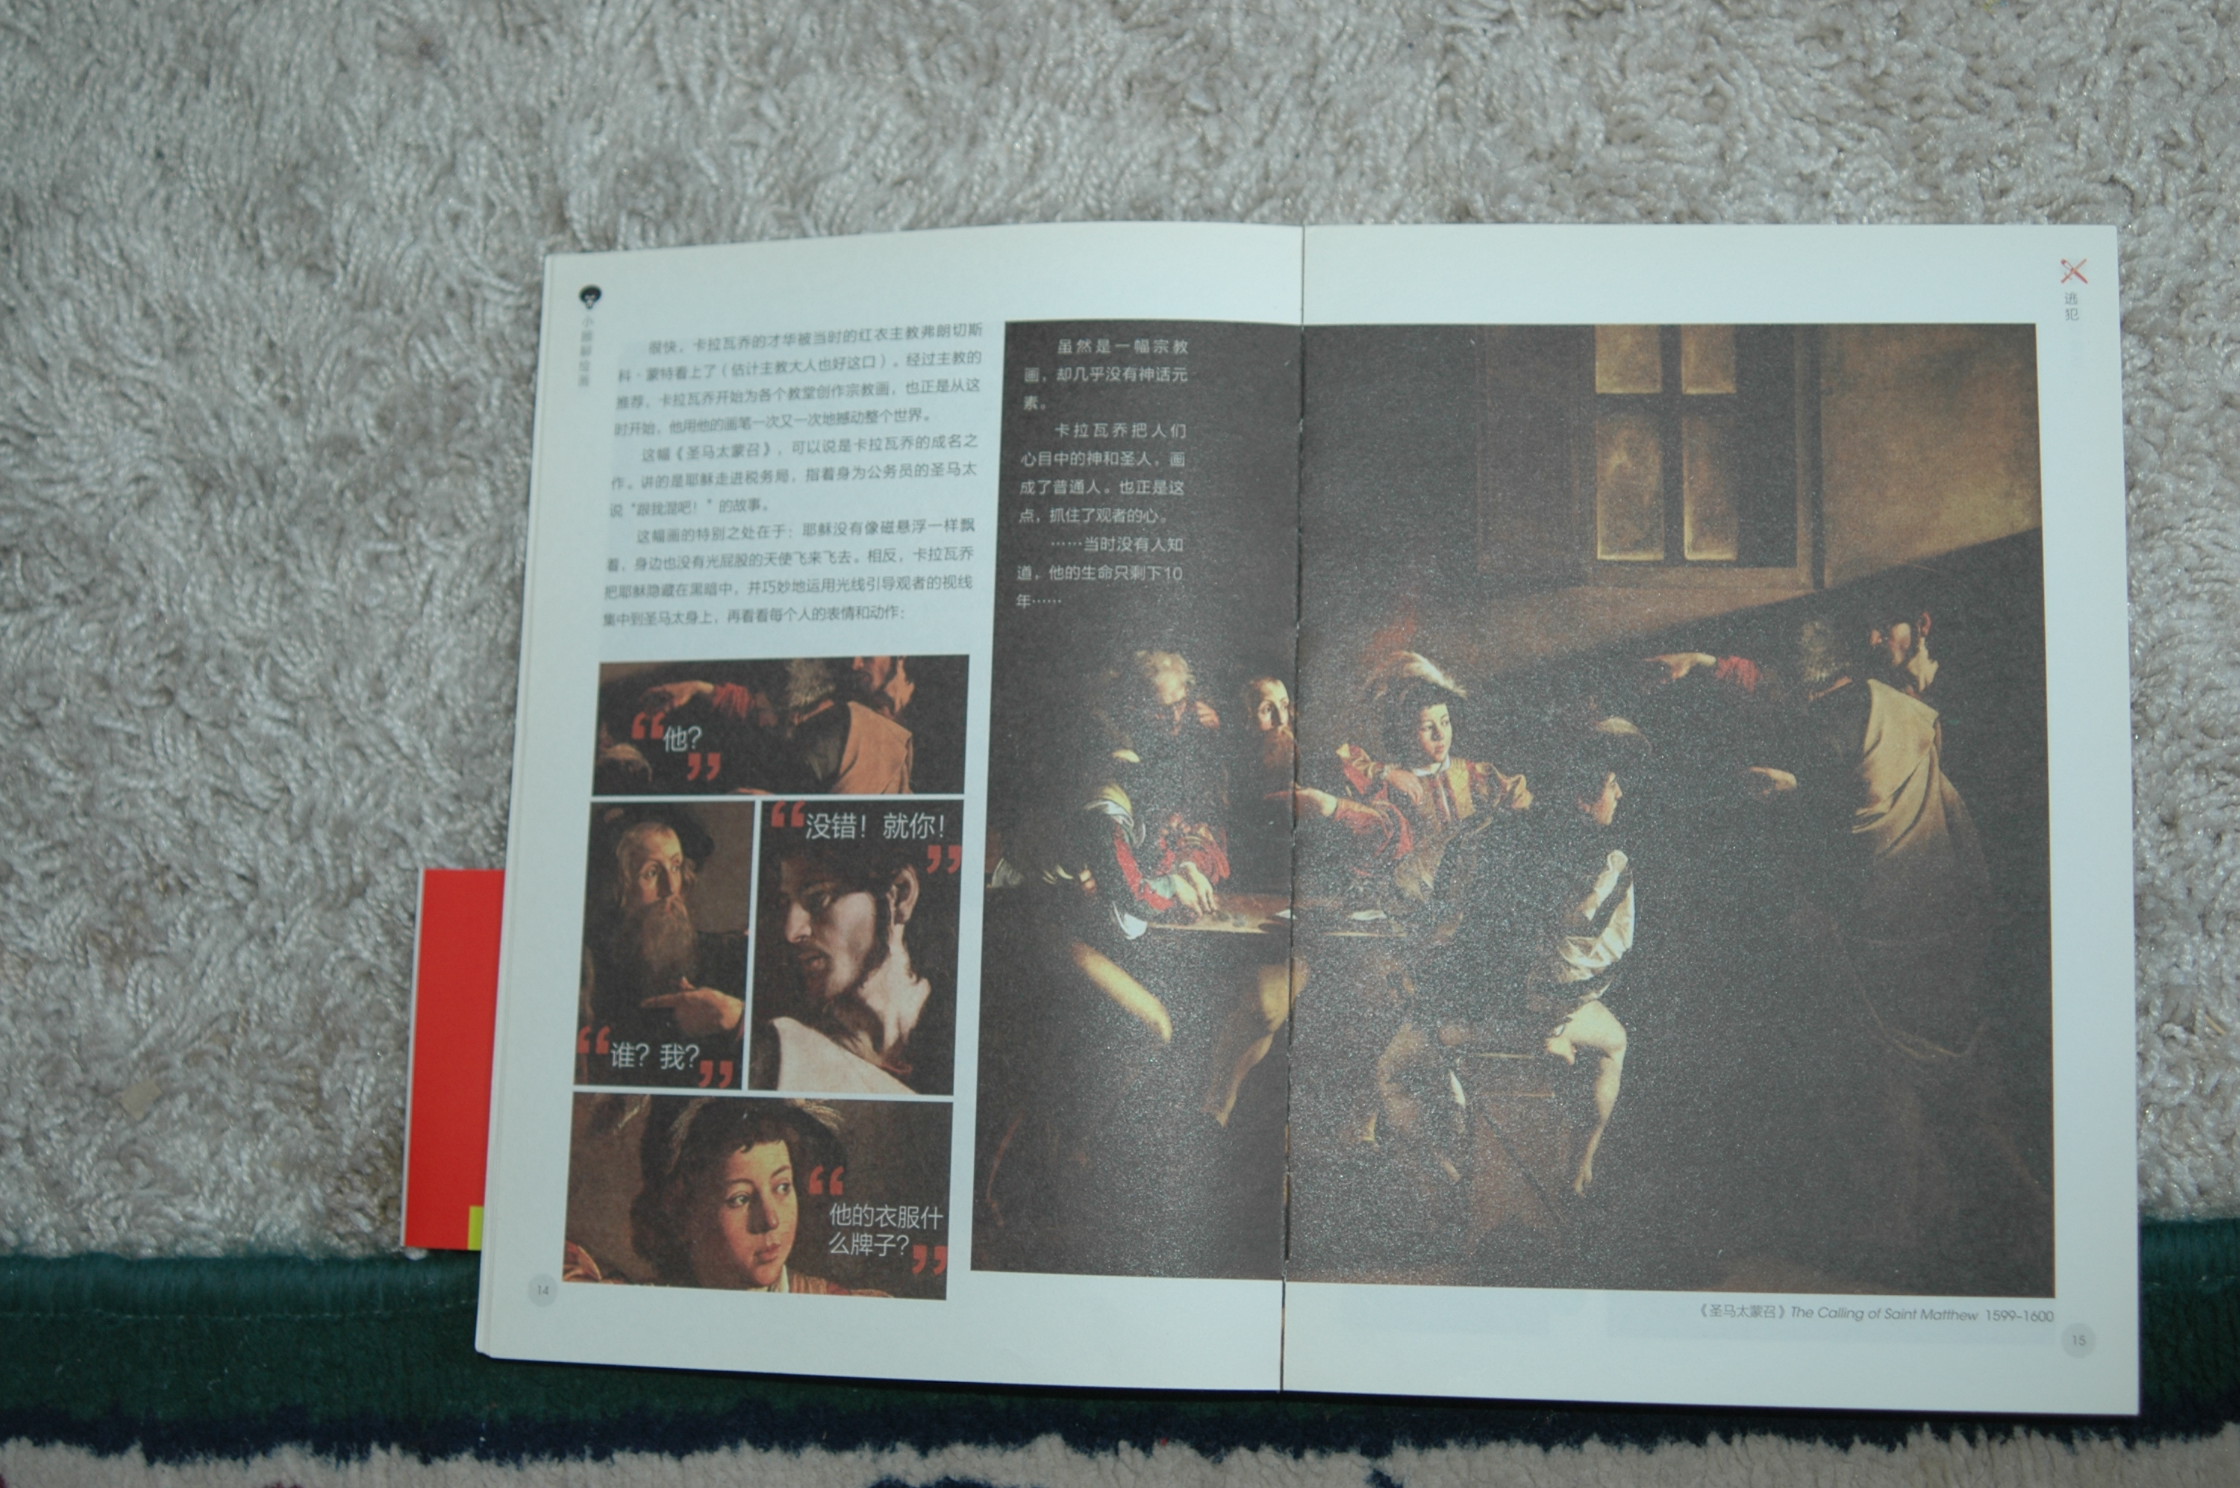 小顾聊绘画
很快，卡拉瓦乔的才华被当时的红衣主教弗朗切斯
科·蒙特看上了（估计主教大人也好这口）。经过主教的
推荐，卡拉瓦乔开始为各个教堂创作宗教画，也正是从这
时开始，他用他的画笔一次又一次地撼动整个世界。
这幅《圣马太蒙召》，可以说是卡拉瓦乔的成名之
作。讲的是耶稣走进税务局，指着身为公务员的圣马太
说“跟我混吧！”的故事。
这幅画的特别之处在于：耶稣没有像磁悬浮一样飘
着，身边也没有光屁股的天使飞来飞去。相反，卡拉瓦乔
把耶稣隐藏在黑暗中，并巧妙地运用光线引导观者的视线
集中到圣马太身上，再看看每个人的表情和动作：
“他？”
“没错！就你！”
“谁？我？”
“他的衣服什
么牌子？”
14
虽然是一幅宗教
画，却几乎没有神话元
素。
卡拉瓦乔把人们
心目中的神和圣人，画
成了普通人。也正是这
点，抓住了观者的心。
……当时没有人知
道，他的生命只剩下10
年……
逃犯
《圣马太蒙召》The Calling of Saint Matthew 1599-1600
15